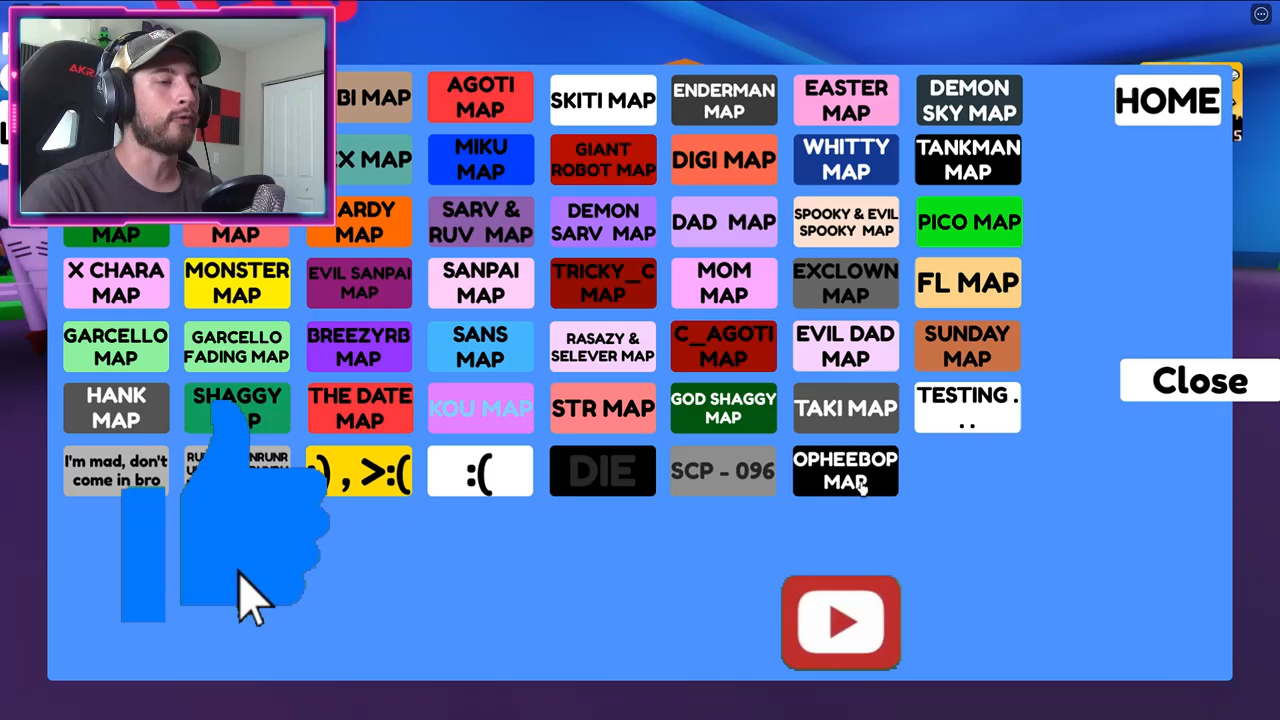 AKR
BI MAP
AGOTI
MAP
SKITI MAP
ENDERMAN
MAP
EASTER
MAP
DEMON
SKY MAP
HOME
X MAP
MIKU
MAP
GIANT
ROBOT MAP
DIGI MAP
WHITTY
MAP
TANKMAN
MAP
MAP
MAP
ARDY
MAP
SARV &
RUV MAP
DEMON
SARV MAP
DAD MAP
SPOOKY & EVIL
SPOOKY MAP
PICO MAP
X CHARA
MAP
MONSTER
MAP
EVIL SANPAI
MAP
SANPAI
MAP
TRICKY_C
MAP
MOM
MAP
EXCLOWN
MAP
FL MAP
GARCELLO
MAP
GARCELLO
FADING MAP
BREEZYRB
MAP
SANS
MAP
RASAZY &
SELEVER MAP
C_AGOTI
MAP
EVIL DAD
MAP
SUNDAY
MAP
Close
HANK
MAP
SHAGGY
THE DATE
MAP
KOU MAP
STR MAP
GOD SHAGGY
MAP
TAKI MAP
TESTING .
. .
I'm mad, don't
come in bro
:) , >:(
:(
DIE
SCP - 096
OPHEEBOP
MAP